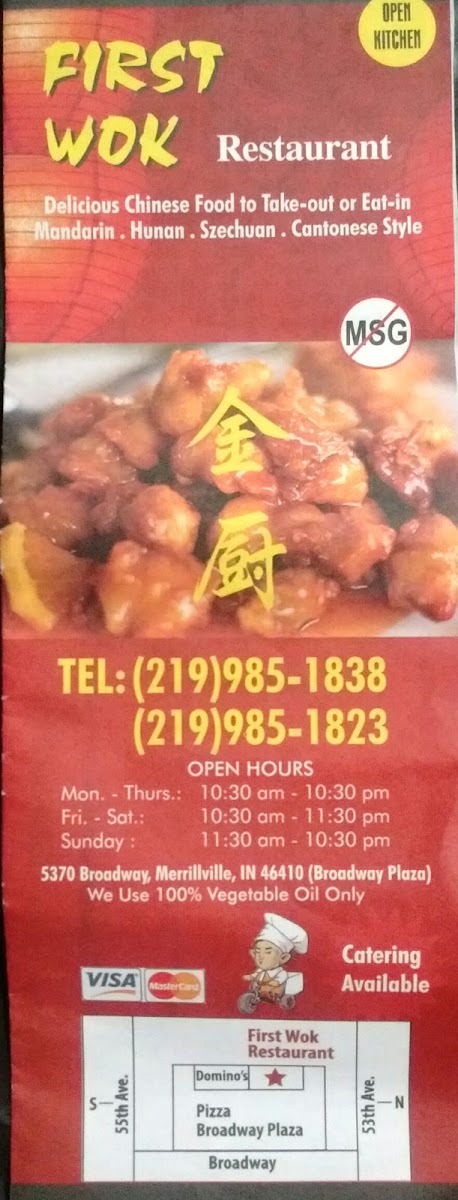 OPEN
KITCHEN
FIRST
WOK Restaurant
Delicious Chinese Food to Take-out or Eat-in
Mandarin . Hunan . Szechuan . Cantonese Style
MSG
金
厨
TEL: (219)985-1838
(219)985-1823
OPEN HOURS
Mon. - Thurs.: 10:30 am - 10:30 pm
Fri. - Sat.: 10:30 am - 11:30 pm
Sunday : 11:30 am - 10:30 pm
5370 Broadway, Merrillville, IN 46410 (Broadway Plaza)
We Use 100% Vegetable Oil Only
VISA MasterCard
Catering
Available
First Wok
Restaurant
Domino's
S 55th Ave.
Pizza
Broadway Plaza
53th Ave. N
Broadway